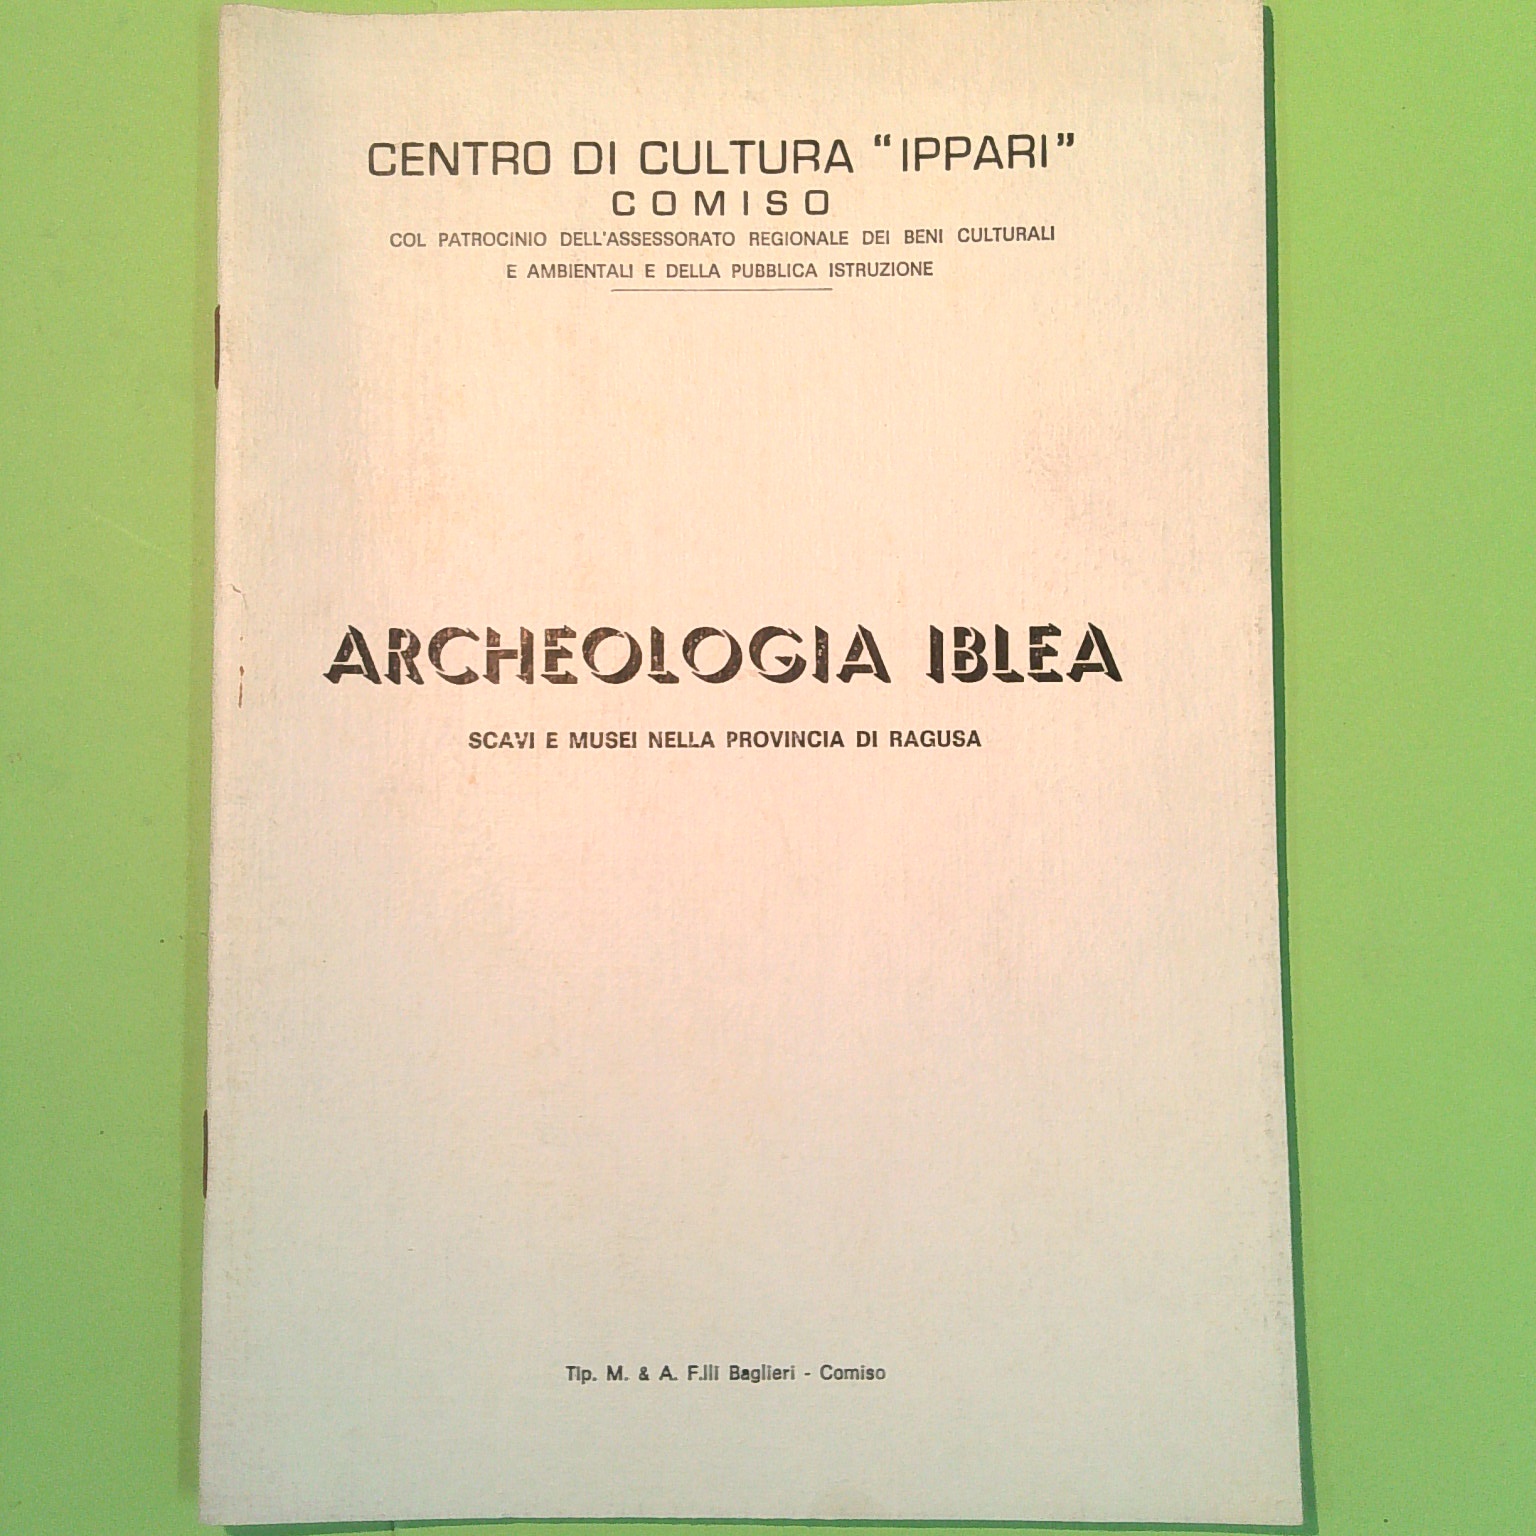 CENTRO DI CULTURA "IPPARI"
COMISO
COL PATROCINIO DELL'ASSESSORATO REGIONALE DEI BENI CULTURALI
E AMBIENTALI E DELLA PUBBLICA ISTRUZIONE
ARCHEOLOGIA IBLEA
SCAVI E MUSEI NELLA PROVINCIA DI RAGUSA
Tip. M. & A. F.lli Baglieri - Comiso